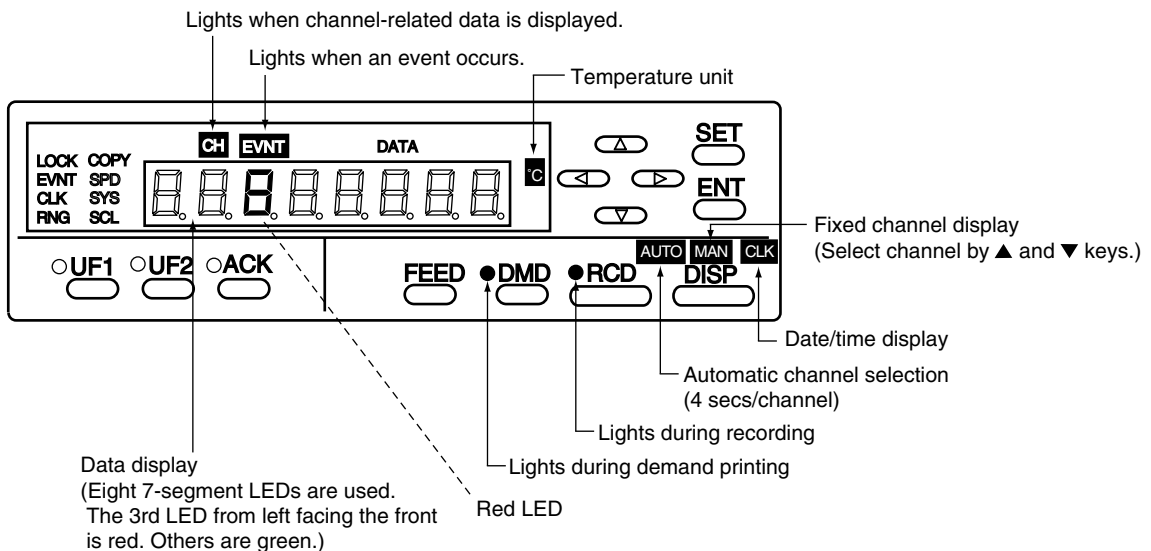 Lights when channel-related data is displayed.
Lights when an event occurs.
Temperature unit
CH EVNT DATA
SET
LOCK COPY
EVNT SPD
CLK SYS
RNG SCL
°C
ENT
Fixed channel display
(Select channel by ▲ and ▼ keys.)
AUTO MAN CLK
UF1 UF2 ACK FEED DMD RCD DISP
Date/time display
Automatic channel selection
(4 secs/channel)
Lights during recording
Lights during demand printing
Data display
(Eight 7-segment LEDs are used.
The 3rd LED from left facing the front
is red. Others are green.)
Red LED